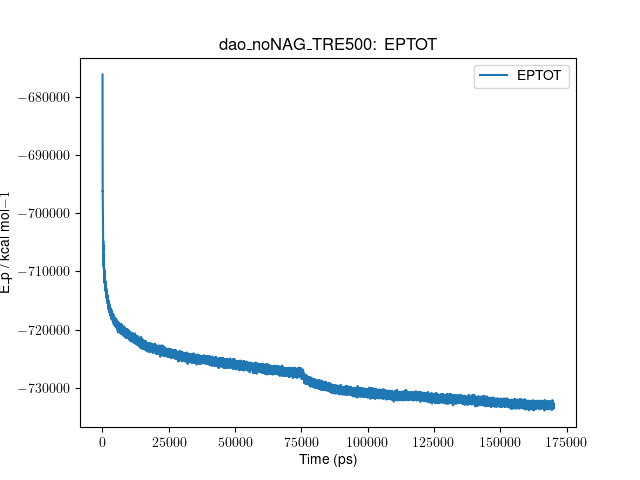 dao_noNAG_TRE500: EPTOT
EPTOT
−680000
−690000
−700000
−710000
−720000
−730000
E_p / kcal mol−1
0 25000 50000 75000 100000 125000 150000 175000
Time (ps)